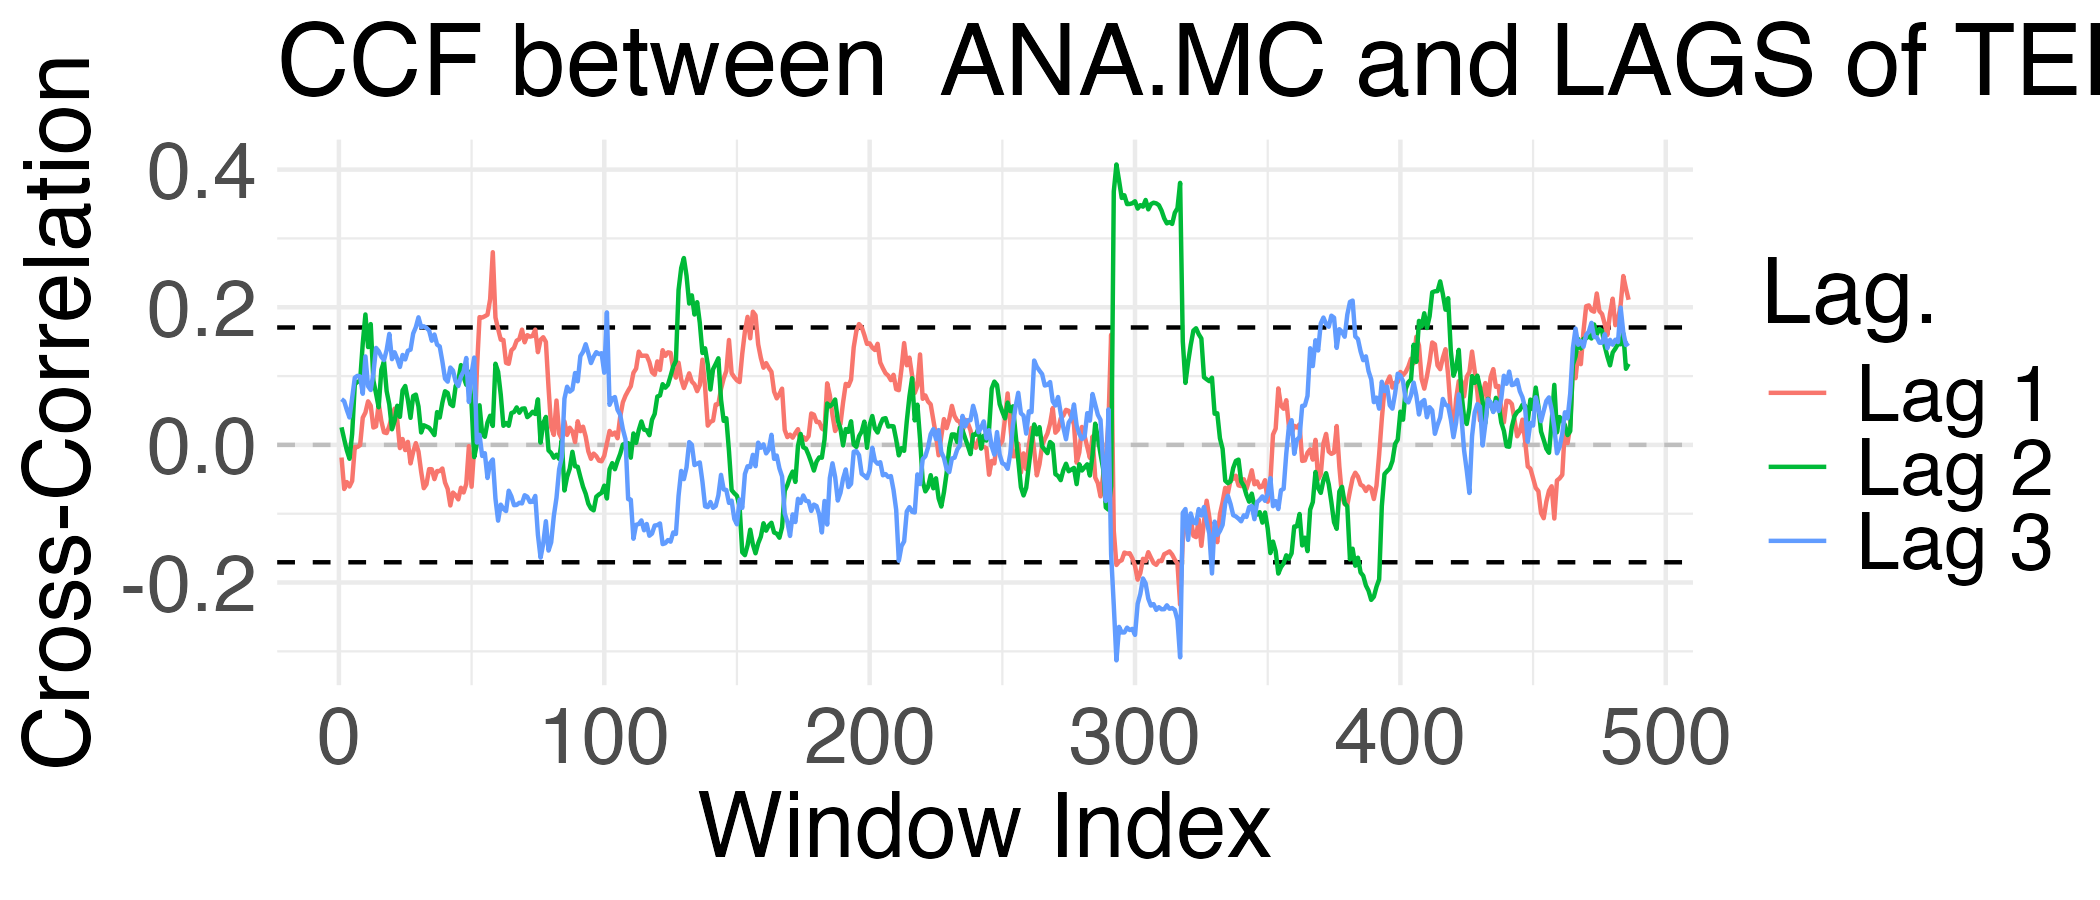 CCF between  ANA.MC and LAGS of TE
Cross-Correlation
0.4
0.2
0.0
-0.2
0 100 200 300 400 500
Window Index
Lag.
Lag 1
Lag 2
Lag 3